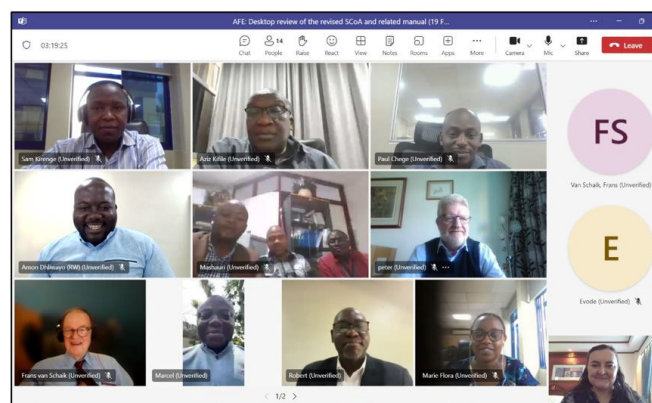 AFE: Desktop review of the revised SCoA and related manual (19 F...
03:19:25
Chat
14
People
Raise
React
View
Notes
Rooms
Apps
More
Camera
Mic
Share
Leave
Sam Kirenge (Unverified)
Aziz Kifile (Unverified)
Paul Chege (Unverified)
FS
Van Schaik, Frans (Unverified)
Amon Dhliwayo (RW) (Unverified)
Masbauri (Unverified)
peter (Unverified)
E
Evode (Unverified)
Frans van Schaik (Unverified)
Marcel (Unverified)
Robert (Unverified)
Marie Flora (Unverified)
1/2